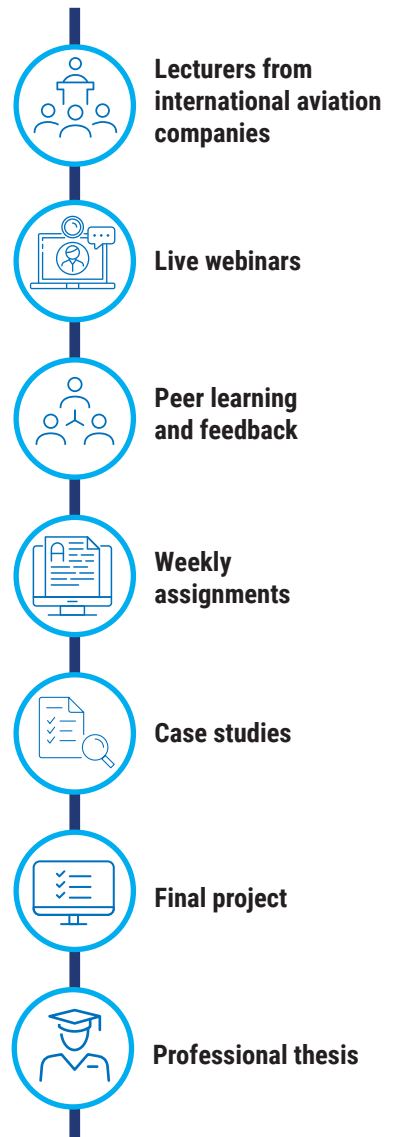 Lecturers from
international aviation
companies
Live webinars
Peer learning
and feedback
Weekly
assignments
Case studies
Final project
Professional thesis